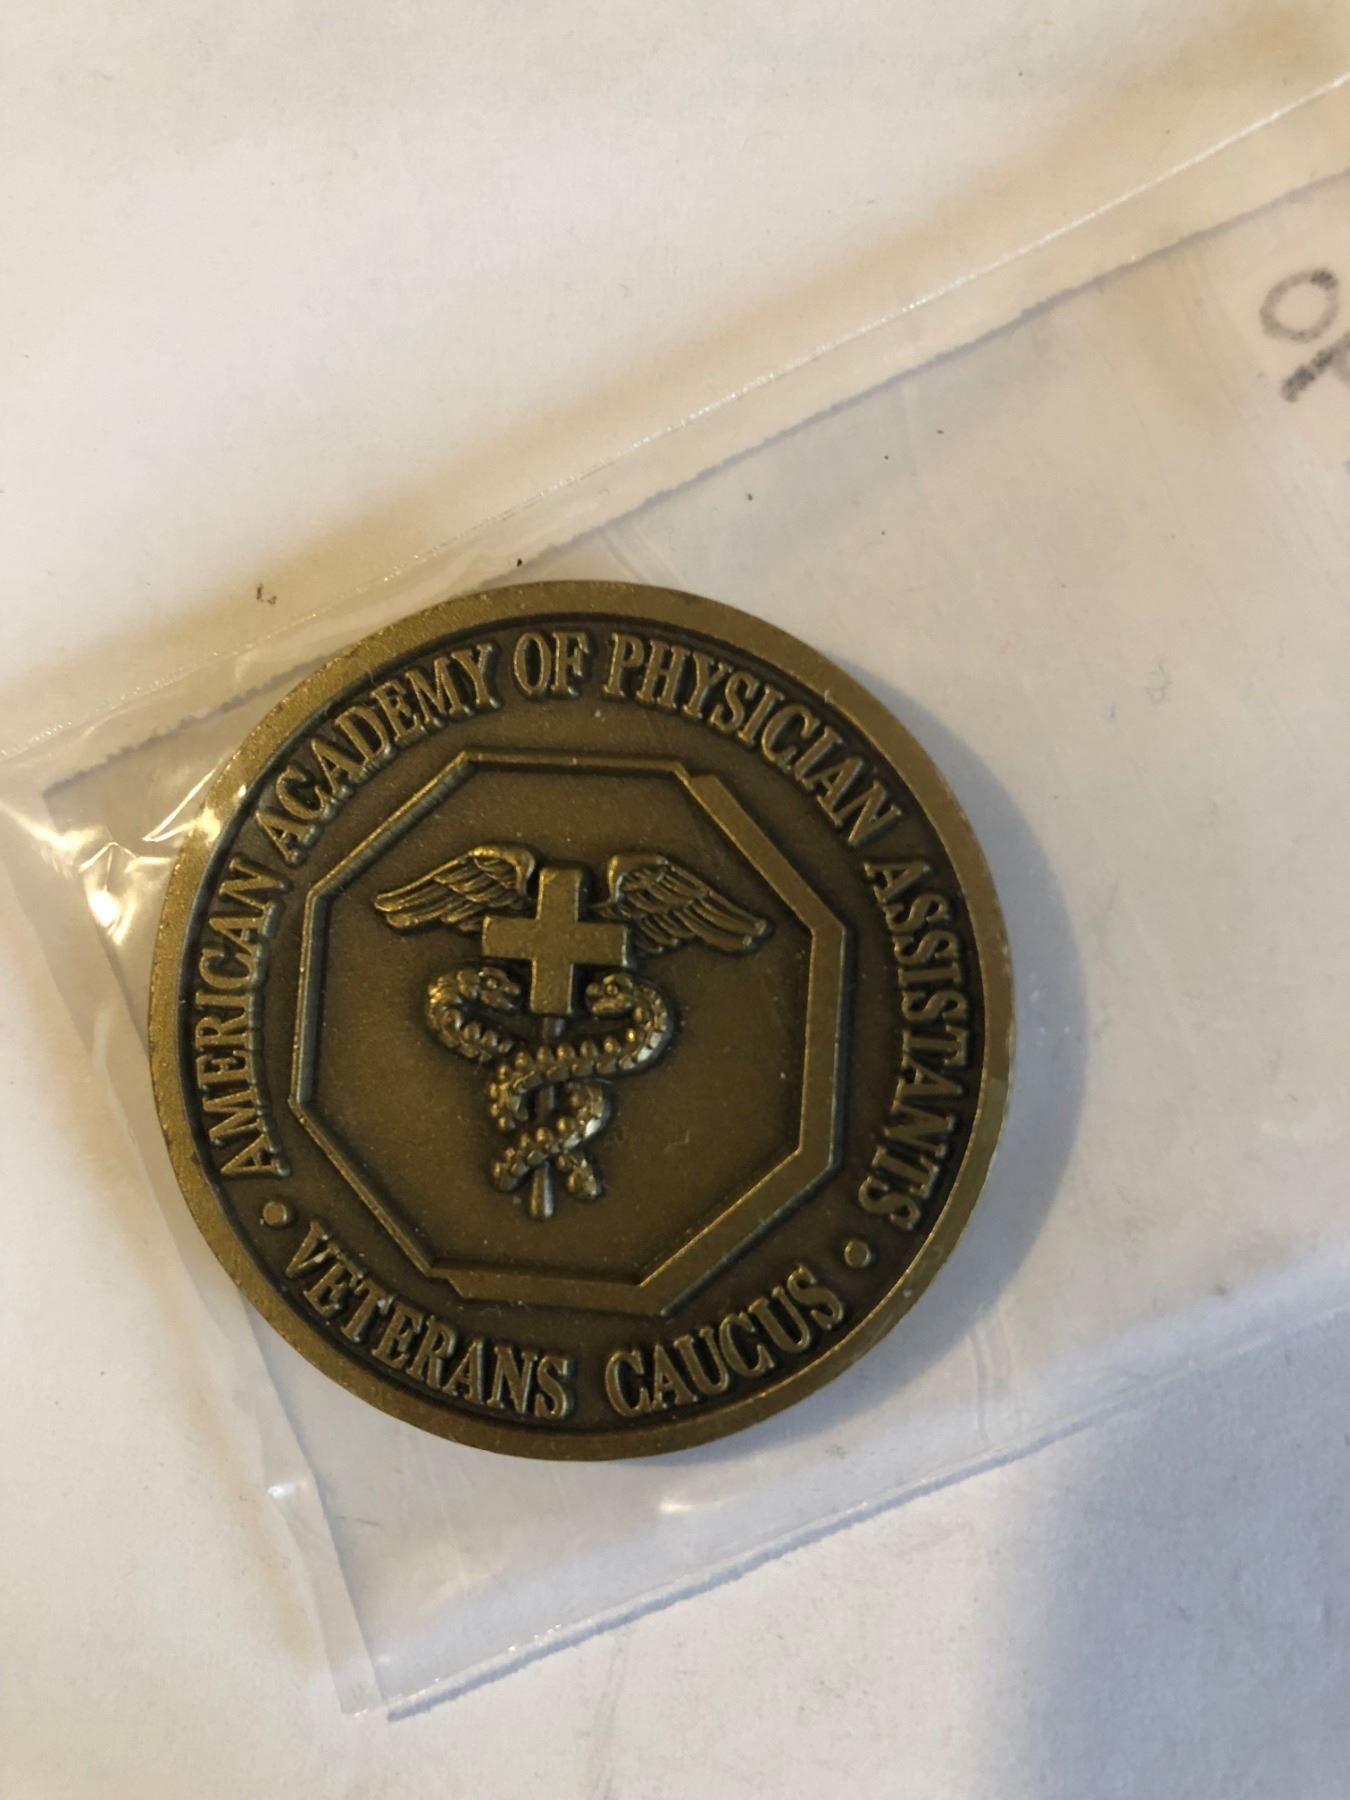 AMERICAN ACADEMY OF PHYSICIAN ASSISTANTS
• VETERANS CAUCUS •